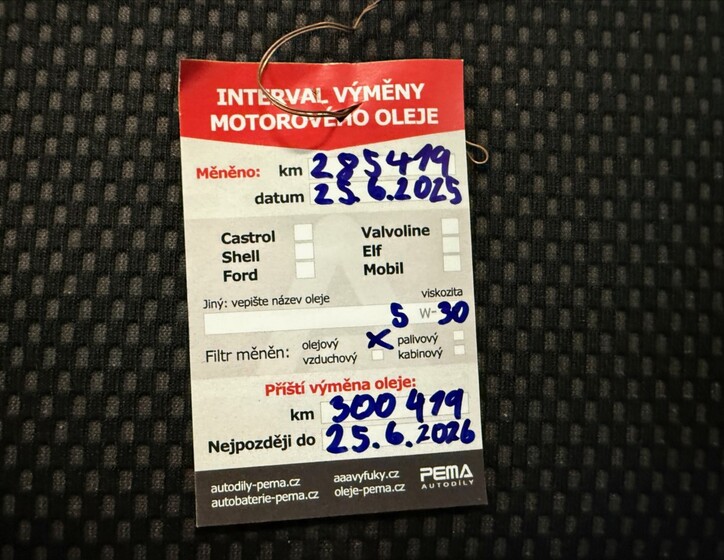 INTERVAL VÝMĚNY
MOTOROVÉHO OLEJE
Měněno: km 285419
datum 25.6.2025
Castrol Valvoline
Shell Elf
Ford Mobil
Jiný: vepište název oleje viskozita
5 W- 30
Filtr měněn: olejový X palivový
vzduchový kabinový
Příští výměna oleje:
km 300 419
Nejpozději do 25.6.2026
autodily-pema.cz aaavyfuky.cz PEMA
autobaterie-pema.cz oleje-pema.cz AUTODÍLY